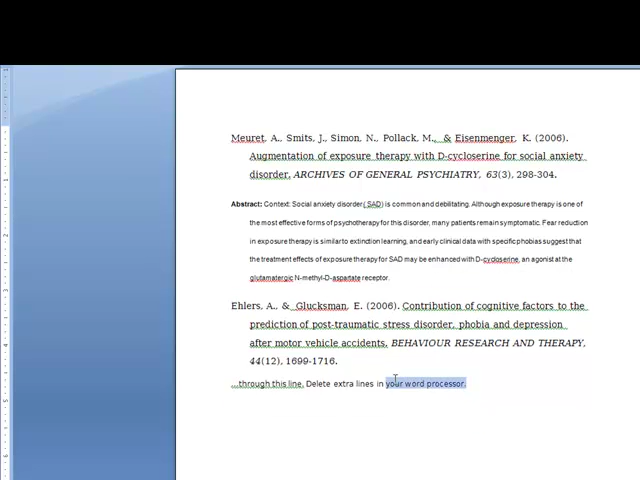 Meuret, A., Smits, J., Simon, N., Pollack, M., & Eisenmenger, K. (2006).
Augmentation of exposure therapy with D-cycloserine for social anxiety
disorder. ARCHIVES OF GENERAL PSYCHIATRY, 63(3), 298-304.
Abstract: Context: Social anxiety disorder( SAD) is common and debilitating. Although exposure therapy is one of
the most effective forms of psychotherapy for this disorder, many patients remain symptomatic. Fear reduction
in exposure therapy is similar to extinction learning, and early clinical data with specific phobias suggest that
the treatment effects of exposure therapy for SAD may be enhanced with D-cycloserine, an agonist at the
glutamatergic N-methyl-D-aspartate receptor.
Ehlers, A., & Glucksman, E. (2006). Contribution of cognitive factors to the
prediction of post-traumatic stress disorder, phobia and depression
after motor vehicle accidents. BEHAVIOUR RESEARCH AND THERAPY,
44(12), 1699-1716.
...through this line. Delete extra lines in your word processor.